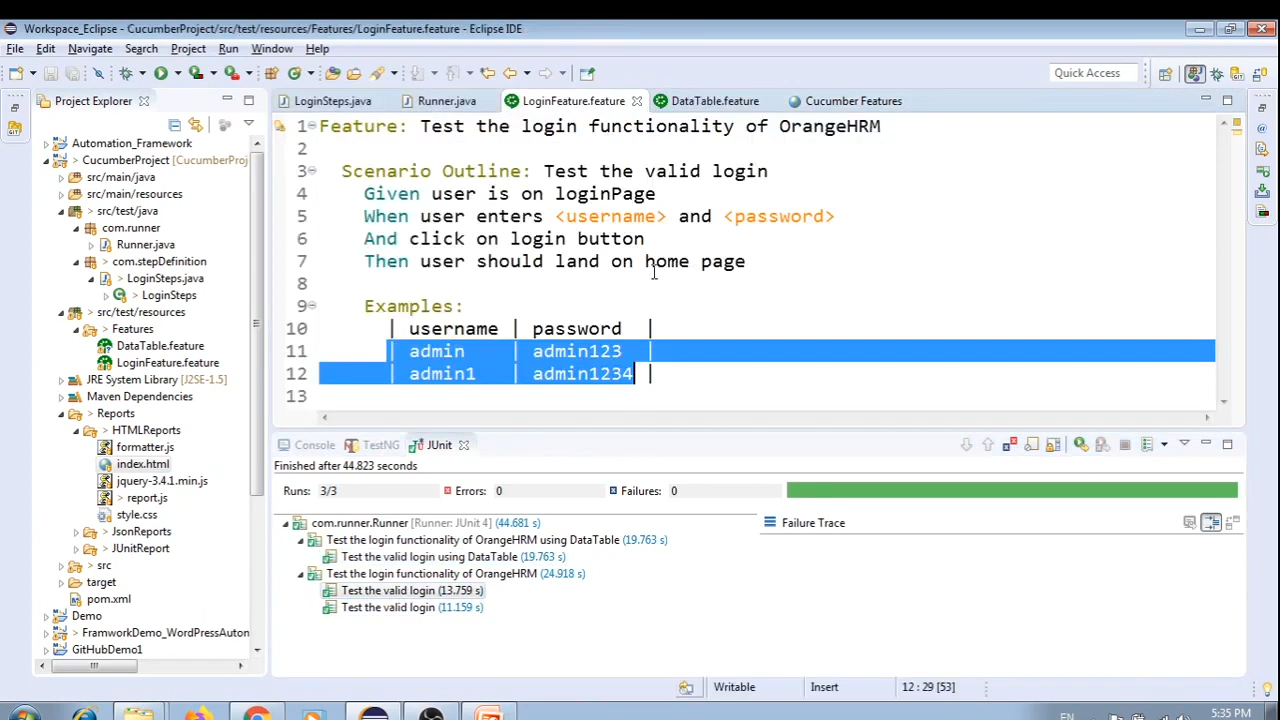 Workspace_Eclipse - CucumberProject/src/test/resources/Features/LoginFeature.feature - Eclipse IDE
File Edit Navigate Search Project Run Window Help
Quick Access
Project Explorer
LoginSteps.java Runner.java LoginFeature.feature DataTable.feature Cucumber Features
Automation_Framework
CucumberProject [CucumberProj
src/main/java
src/main/resources
> src/test/java
com.runner
Runner.java
> com.stepDefinition
> LoginSteps.java
> LoginSteps
> src/test/resources
> Features
DataTable.feature
LoginFeature.feature
JRE System Library [J2SE-1.5]
Maven Dependencies
> Reports
> HTMLReports
formatter.js
index.html
jquery-3.4.1.min.js
> report.js
style.css
> JsonReports
> JUnitReport
> src
target
pom.xml
Demo
> FramworkDemo_WordPressAuton
GitHubDemo1
1 Feature: Test the login functionality of OrangeHRM
2
3 Scenario Outline: Test the valid login
4 Given user is on loginPage
5 When user enters <username> and <password>
6 And click on login button
7 Then user should land on home page
8
9 Examples:
10 | username | password |
11 | admin | admin123 |
12 | admin1 | admin1234 |
13
Console TestNG JUnit
Finished after 44.823 seconds
Runs: 3/3 Errors: 0 Failures: 0
com.runner.Runner [Runner: JUnit 4] (44.681 s)
Test the login functionality of OrangeHRM using DataTable (19.763 s)
Test the valid login using DataTable (19.763 s)
Test the login functionality of OrangeHRM (24.918 s)
Test the valid login (13.759 s)
Test the valid login (11.159 s)
Failure Trace
Writable Insert 12 : 29 [53]
EN 5:35 PM